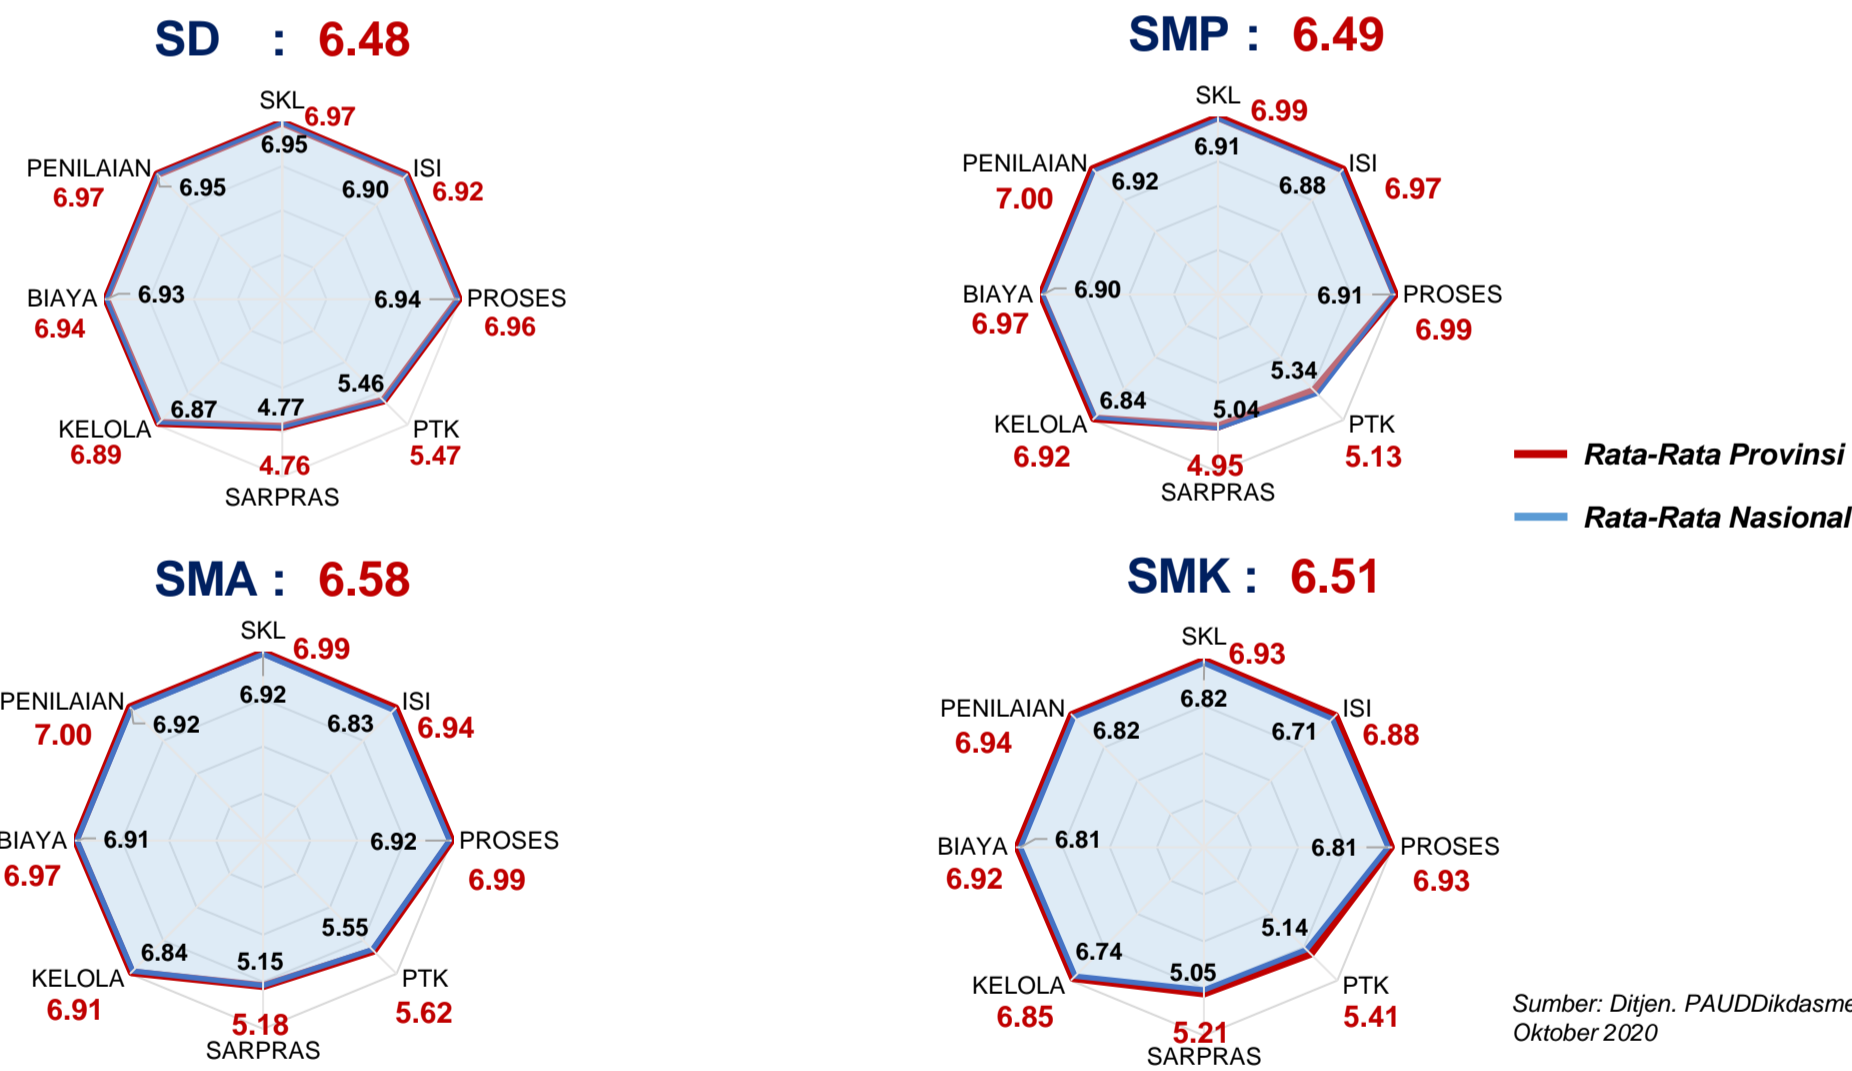 SD : 6.48
SKL
6.97
6.95
PENILAIAN
6.97
6.95
ISI
6.92
6.90
BIAYA
6.94
6.93
PROSES
6.96
6.94
KELOLA
6.89
6.87
4.77
4.76
SARPRAS
5.46
PTK
5.47
SMP : 6.49
SKL
6.99
6.91
PENILAIAN
7.00
6.92
ISI
6.97
6.88
BIAYA
6.97
6.90
PROSES
6.99
6.91
KELOLA
6.92
6.84
5.04
4.95
SARPRAS
5.34
PTK
5.13
Rata-Rata Provinsi
Rata-Rata Nasional
SMA : 6.58
SKL
6.99
6.92
PENILAIAN
7.00
6.92
ISI
6.94
6.83
BIAYA
6.97
6.91
PROSES
6.99
6.92
KELOLA
6.91
6.84
5.15
5.18
SARPRAS
5.55
PTK
5.62
SMK : 6.51
SKL
6.93
6.82
PENILAIAN
6.94
6.82
ISI
6.88
6.71
BIAYA
6.92
6.81
PROSES
6.93
6.81
KELOLA
6.85
6.74
5.05
5.21
SARPRAS
5.14
PTK
5.41
Sumber: Ditjen. PAUDDikdasme
Oktober 2020